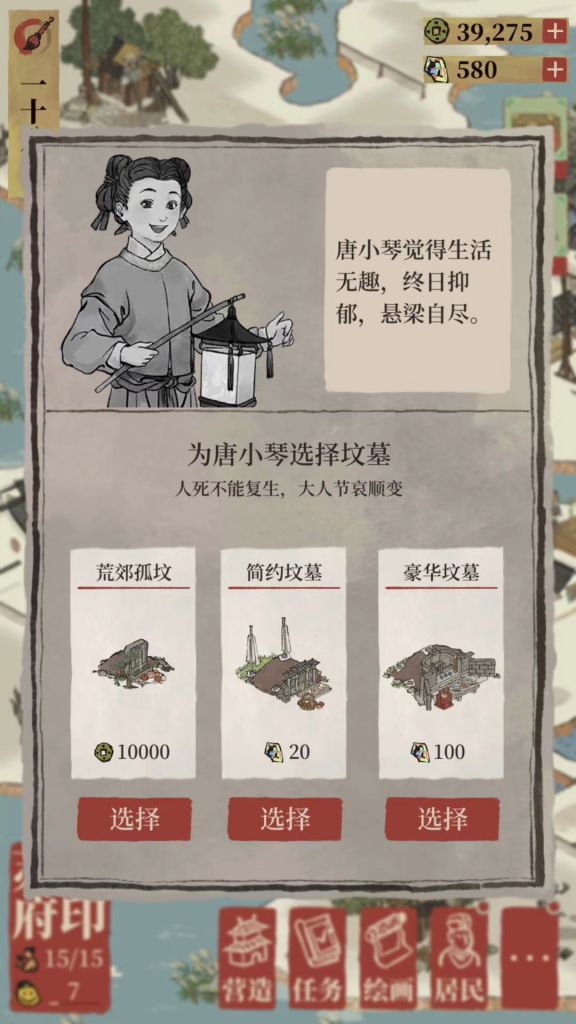 一
十
39,275
580
唐小琴觉得生活
无趣，终日抑
郁，悬梁自尽。
为唐小琴选择坟墓
人死不能复生，大人节哀顺变
荒郊孤坟
简约坟墓
豪华坟墓
10000
20
100
选择
选择
选择
府印
15/15
7
营造
任务
绘画
居民
...